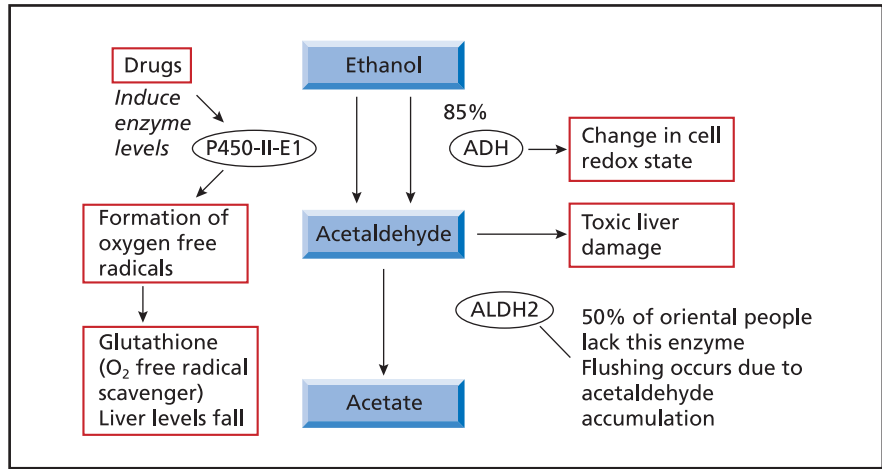 Drugs
Induce
enzyme
levels
P450-II-E1
Formation of
oxygen free
radicals
Glutathione
(O₂ free radical
scavenger)
Liver levels fall
Ethanol
85%
ADH
Change in cell
redox state
Acetaldehyde
Toxic liver
damage
ALDH2
50% of oriental people
lack this enzyme
Flushing occurs due to
acetaldehyde
accumulation
Acetate